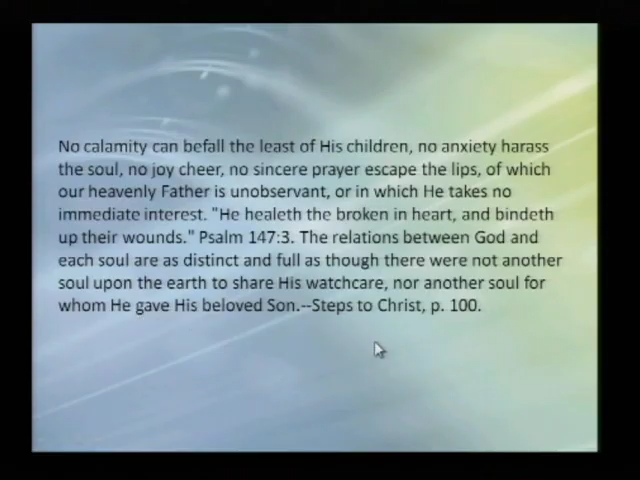 No calamity can befall the least of His children, no anxiety harass
the soul, no joy cheer, no sincere prayer escape the lips, of which
our heavenly Father is unobservant, or in which He takes no
immediate interest. "He healeth the broken in heart, and bindeth
up their wounds." Psalm 147:3. The relations between God and
each soul are as distinct and full as though there were not another
soul upon the earth to share His watchcare, nor another soul for
whom He gave His beloved Son.--Steps to Christ, p. 100.